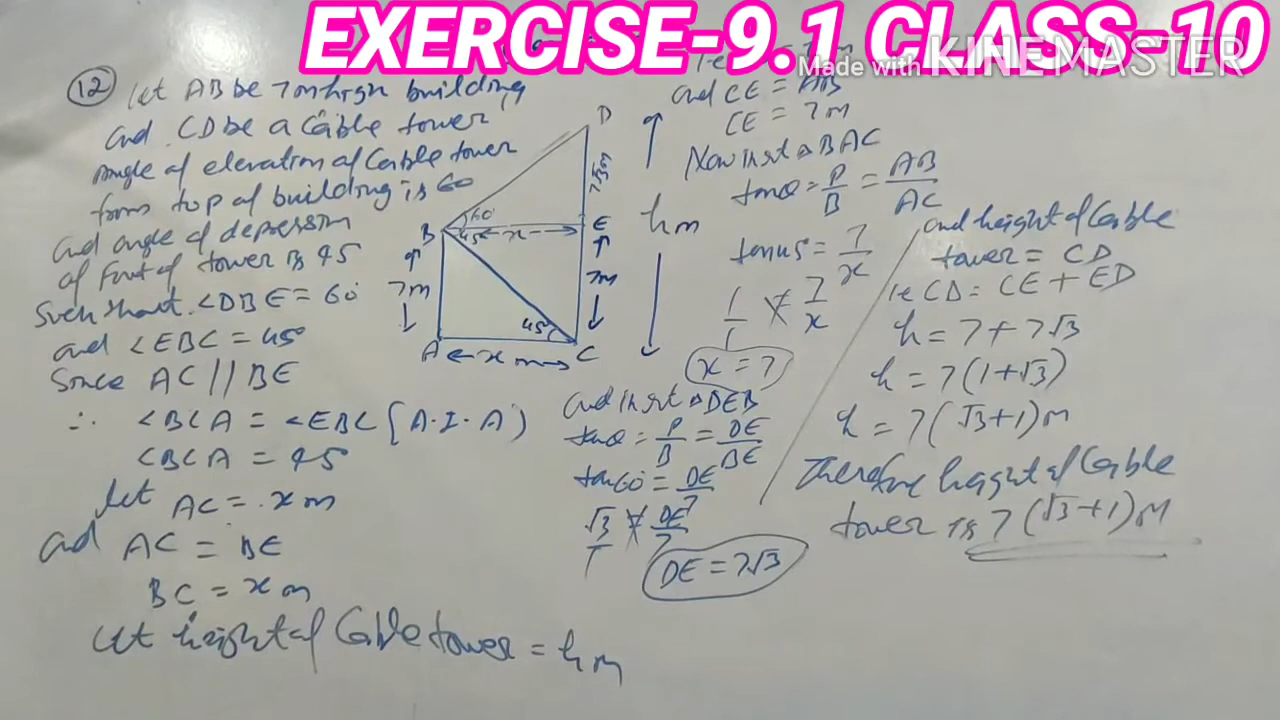 EXERCISE-9.1 CLASS-10
Made with KINEMASTER
(12) Let AB be 7m high building
and CD be a Cable tower
angle of elevation of Cable tower
from top of building is 60
and angle of depression
of Foot of tower is 45
Such that ∠DBE = 60
and ∠EBC = 45
Since AC // BE
∴ ∠BCA = ∠EBC (A.I.A)
∠BCA = 45
let AC = x m
and AC = BE
BC = x m
Let height of Cable tower = h m
D
60
B
45
x
E
7√3m
7m
hm
7m
45
A
x m
C
and CE = AB
CE = 7m
Now in rt △ BAC
tanθ = P/B = AB/AC
tan45 = 7/x
1/1 = 7/x
x = 7
and in rt △ DEB
tanθ = P/B = DE/BE
tan60 = DE/7
√3/1 = DE/7
DE = 7√3
and height of Cable
tower = CD
ie CD = CE + ED
h = 7 + 7√3
h = 7(1+√3)
h = 7(√3+1)m
Therefore height of Cable
tower is 7(√3+1)M